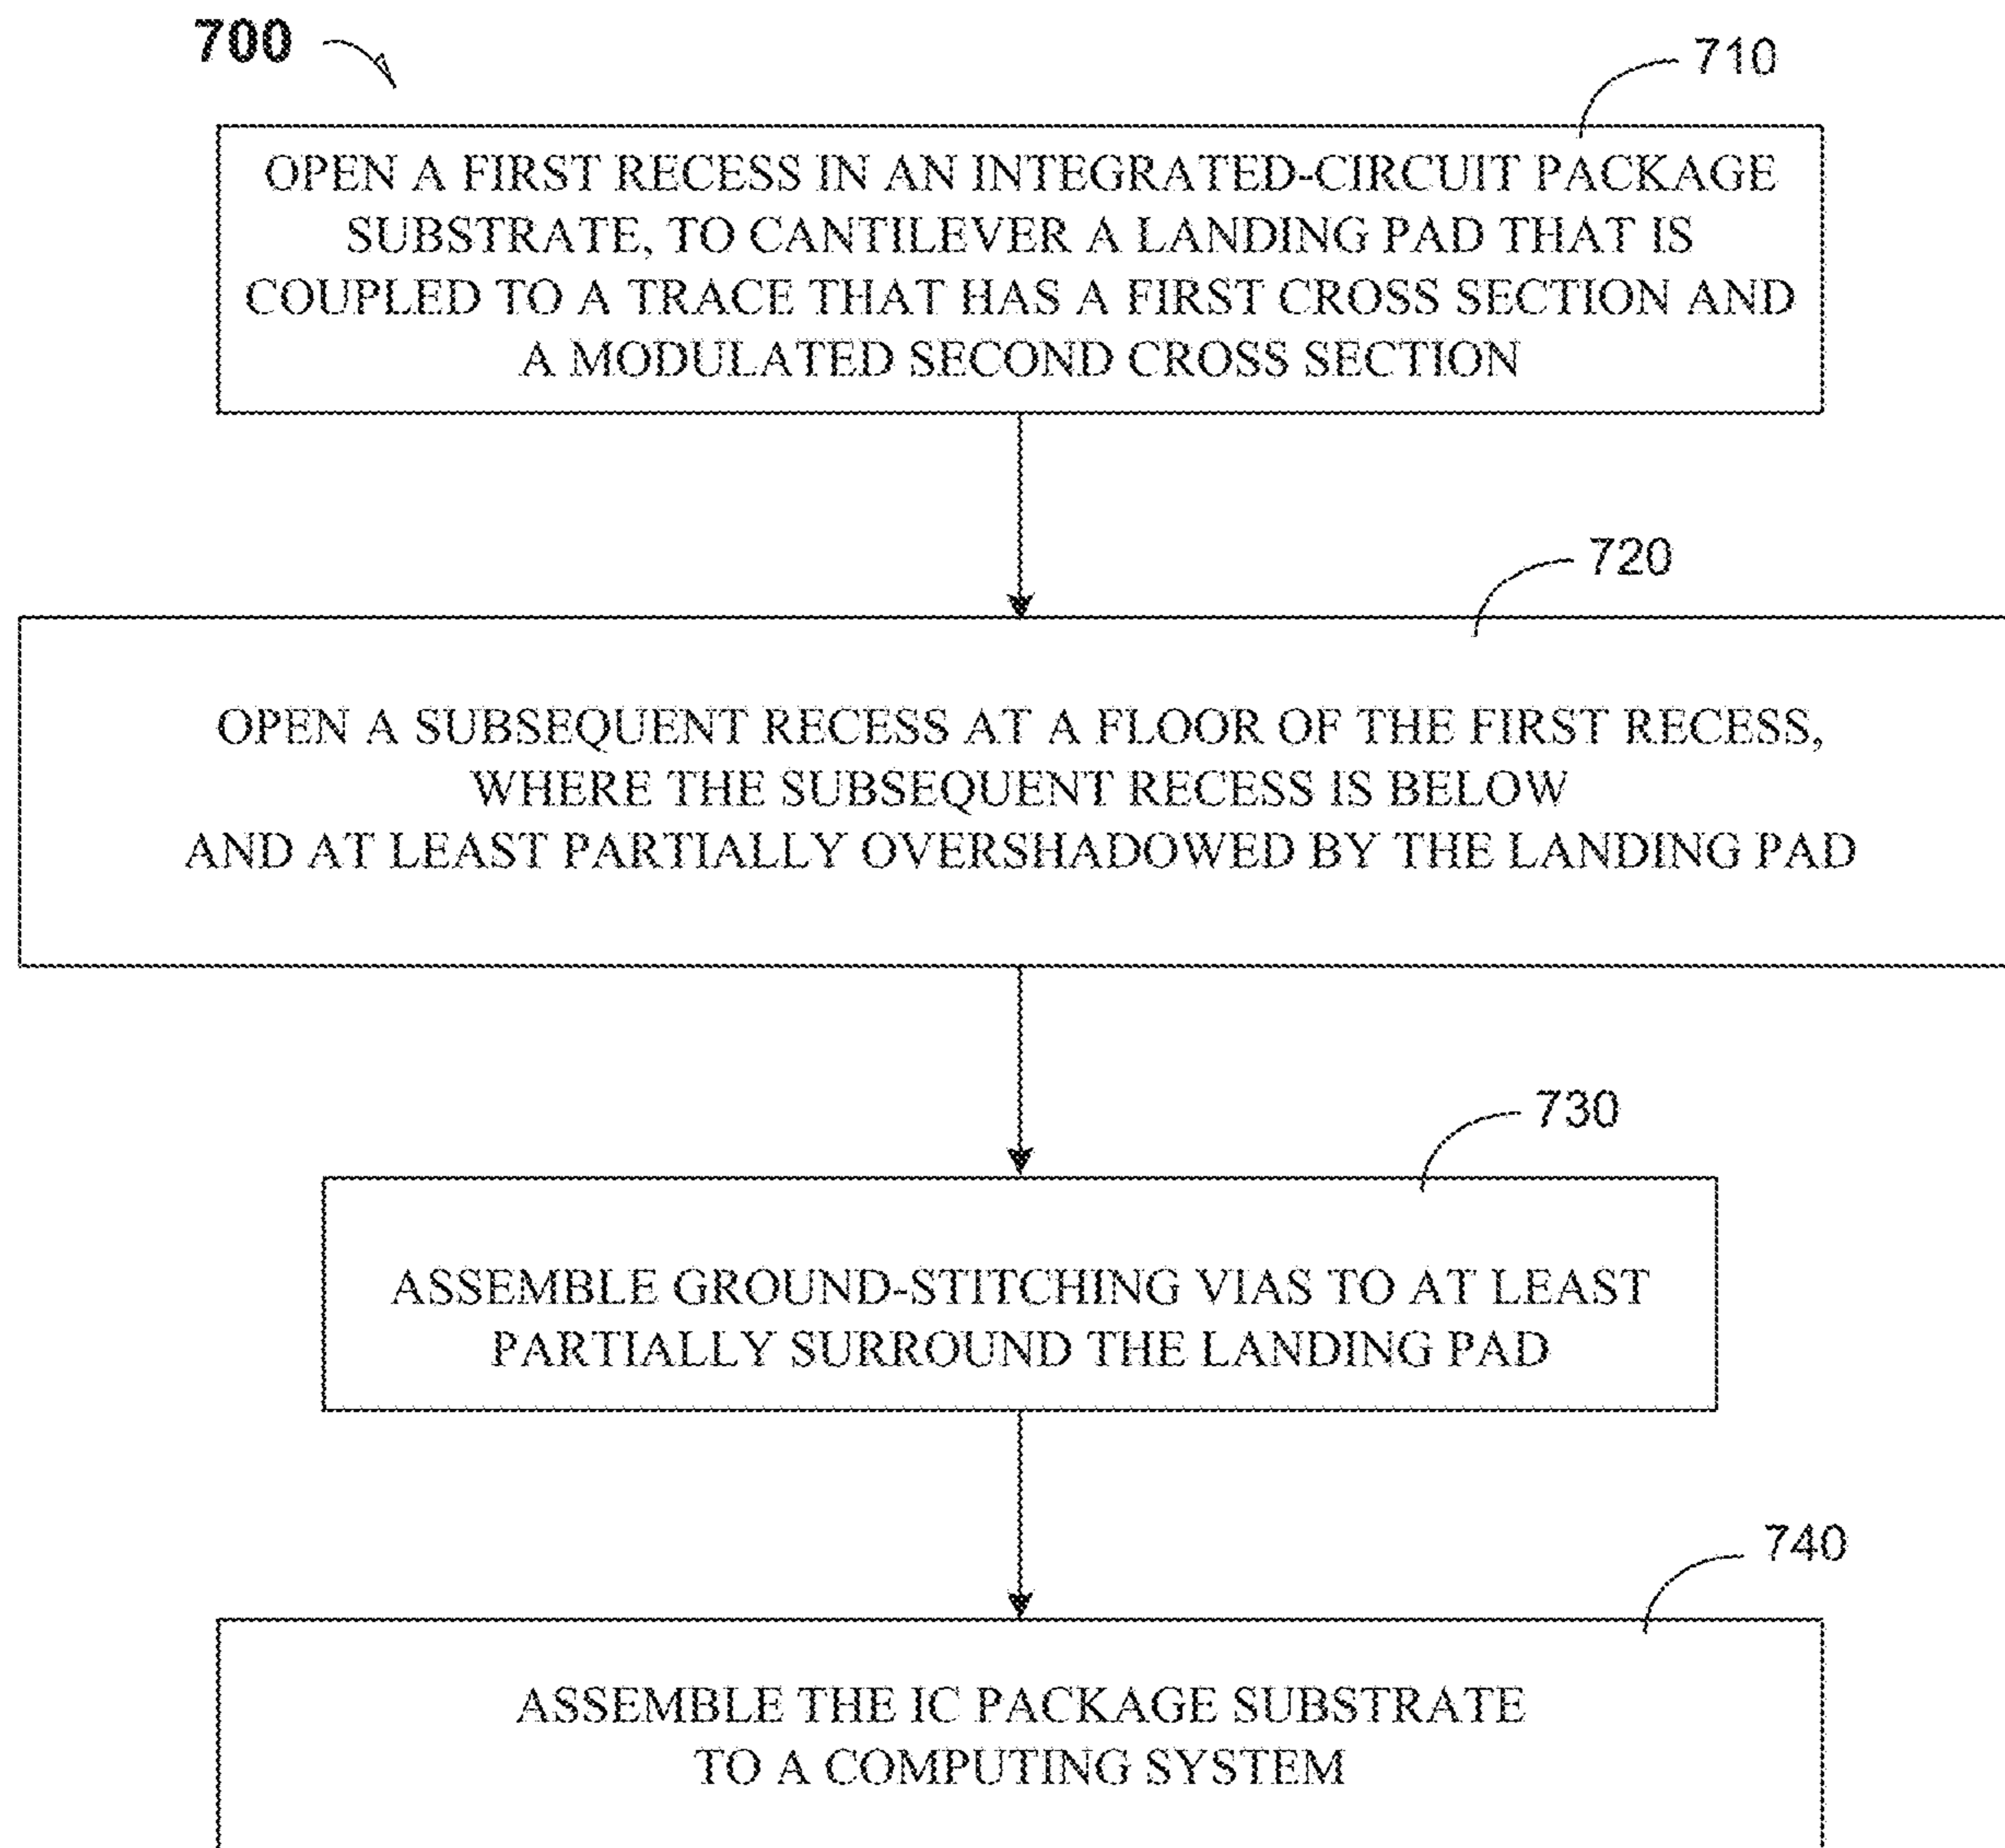 700
710
OPEN A FIRST RECESS IN AN INTEGRATED-CIRCUIT PACKAGE
SUBSTRATE, TO CANTILEVER A LANDING PAD THAT IS
COUPLED TO A TRACE THAT HAS A FIRST CROSS SECTION AND
A MODULATED SECOND CROSS SECTION
720
OPEN A SUBSEQUENT RECESS AT A FLOOR OF THE FIRST RECESS,
WHERE THE SUBSEQUENT RECESS IS BELOW
AND AT LEAST PARTIALLY OVERSHADOWED BY THE LANDING PAD
730
ASSEMBLE GROUND-STITCHING VIAS TO AT LEAST
PARTIALLY SURROUND THE LANDING PAD
740
ASSEMBLE THE IC PACKAGE SUBSTRATE
TO A COMPUTING SYSTEM